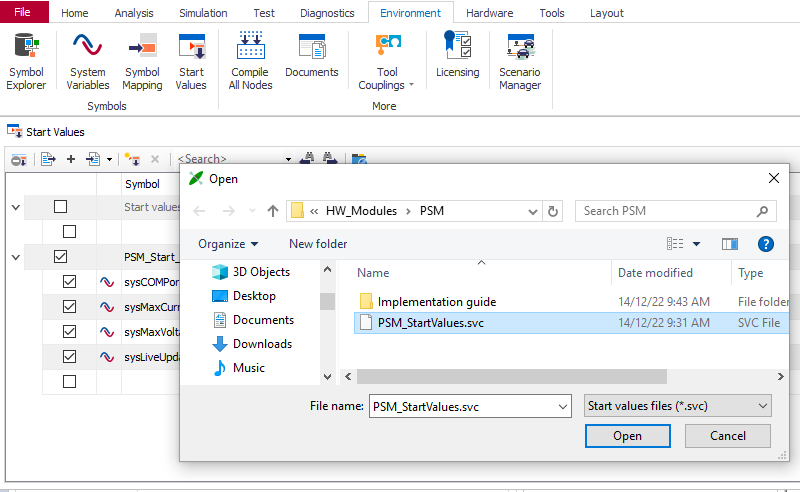 File Home Analysis Simulation Test Diagnostics Environment Hardware Tools Layout
Symbol Explorer
System Variables
Symbol Mapping
Start Values
Compile All Nodes
Documents
Tool Couplings
Licensing
Scenario Manager
Symbols
More
Start Values
<Search>
Symbol
Start values
PSM_Start_
sysCOMPor
sysMaxCurr
sysMaxVolta
sysLiveUpda
Open
« HW_Modules › PSM
Search PSM
Organize New folder
3D Objects
Desktop
Documents
Downloads
Music
Name Date modified Type
Implementation guide 14/12/22 9:43 AM File folder
PSM_StartValues.svc 14/12/22 9:31 AM SVC File
File name: PSM_StartValues.svc Start values files (*.svc)
Open Cancel